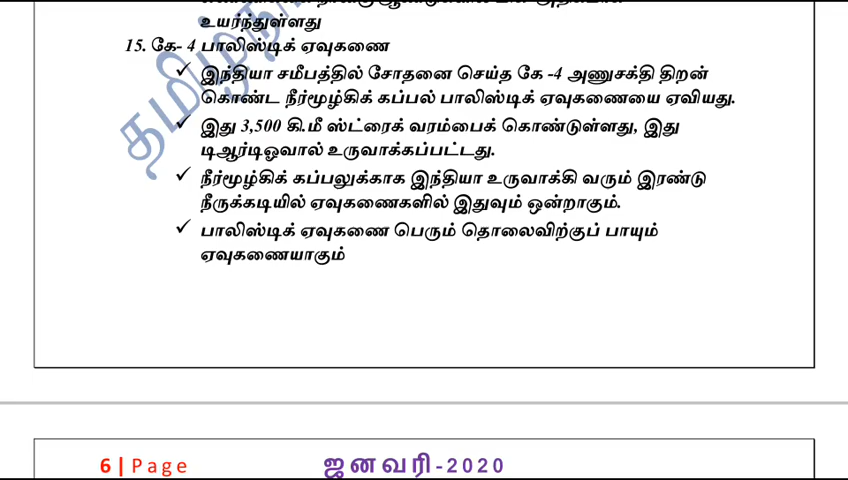 உயர்ந்துள்ளது
15. கே- 4 பாலிஸ்டிக் ஏவுகணை
✓ இந்தியா சமீபத்தில் சோதனை செய்த கே -4 அணுசக்தி திறன்
கொண்ட நீர்மூழ்கிக் கப்பல் பாலிஸ்டிக் ஏவுகணையை ஏவியது.
✓ இது 3,500 கி.மீ ஸ்ட்ரைக் வரம்பைக் கொண்டுள்ளது, இது
டிஆர்டிஓவால் உருவாக்கப்பட்டது.
✓ நீர்மூழ்கிக் கப்பலுக்காக இந்தியா உருவாக்கி வரும் இரண்டு
நீருக்கடியில் ஏவுகணைகளில் இதுவும் ஒன்றாகும்.
✓ பாலிஸ்டிக் ஏவுகணை பெரும் தொலைவிற்குப் பாயும்
ஏவுகணையாகும்
6 | Page ஜனவரி-2020